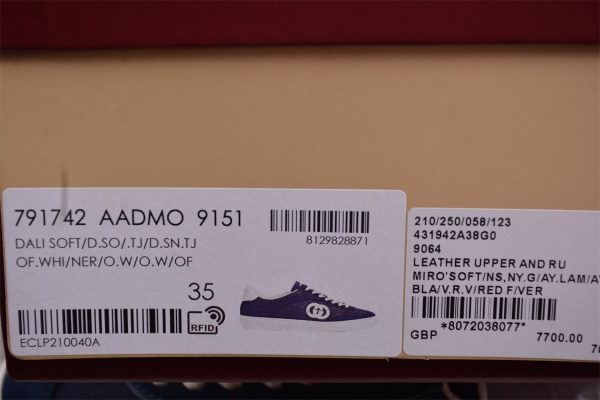 791742 AADMO 9151
8129828871
DALI SOFT/D.SO/.TJ/D.SN.TJ
OF.WHI/NER/O.W/O.W/OF
35
RFID
ECLP210040A
210/250/058/123
431942A38G0
9064
LEATHER UPPER AND RU
MIRO'SOFT/NS,NY.G/AY.LAM/A
BLA/V.R.V/RED F/VER
*8072038077*
GBP 7700.00